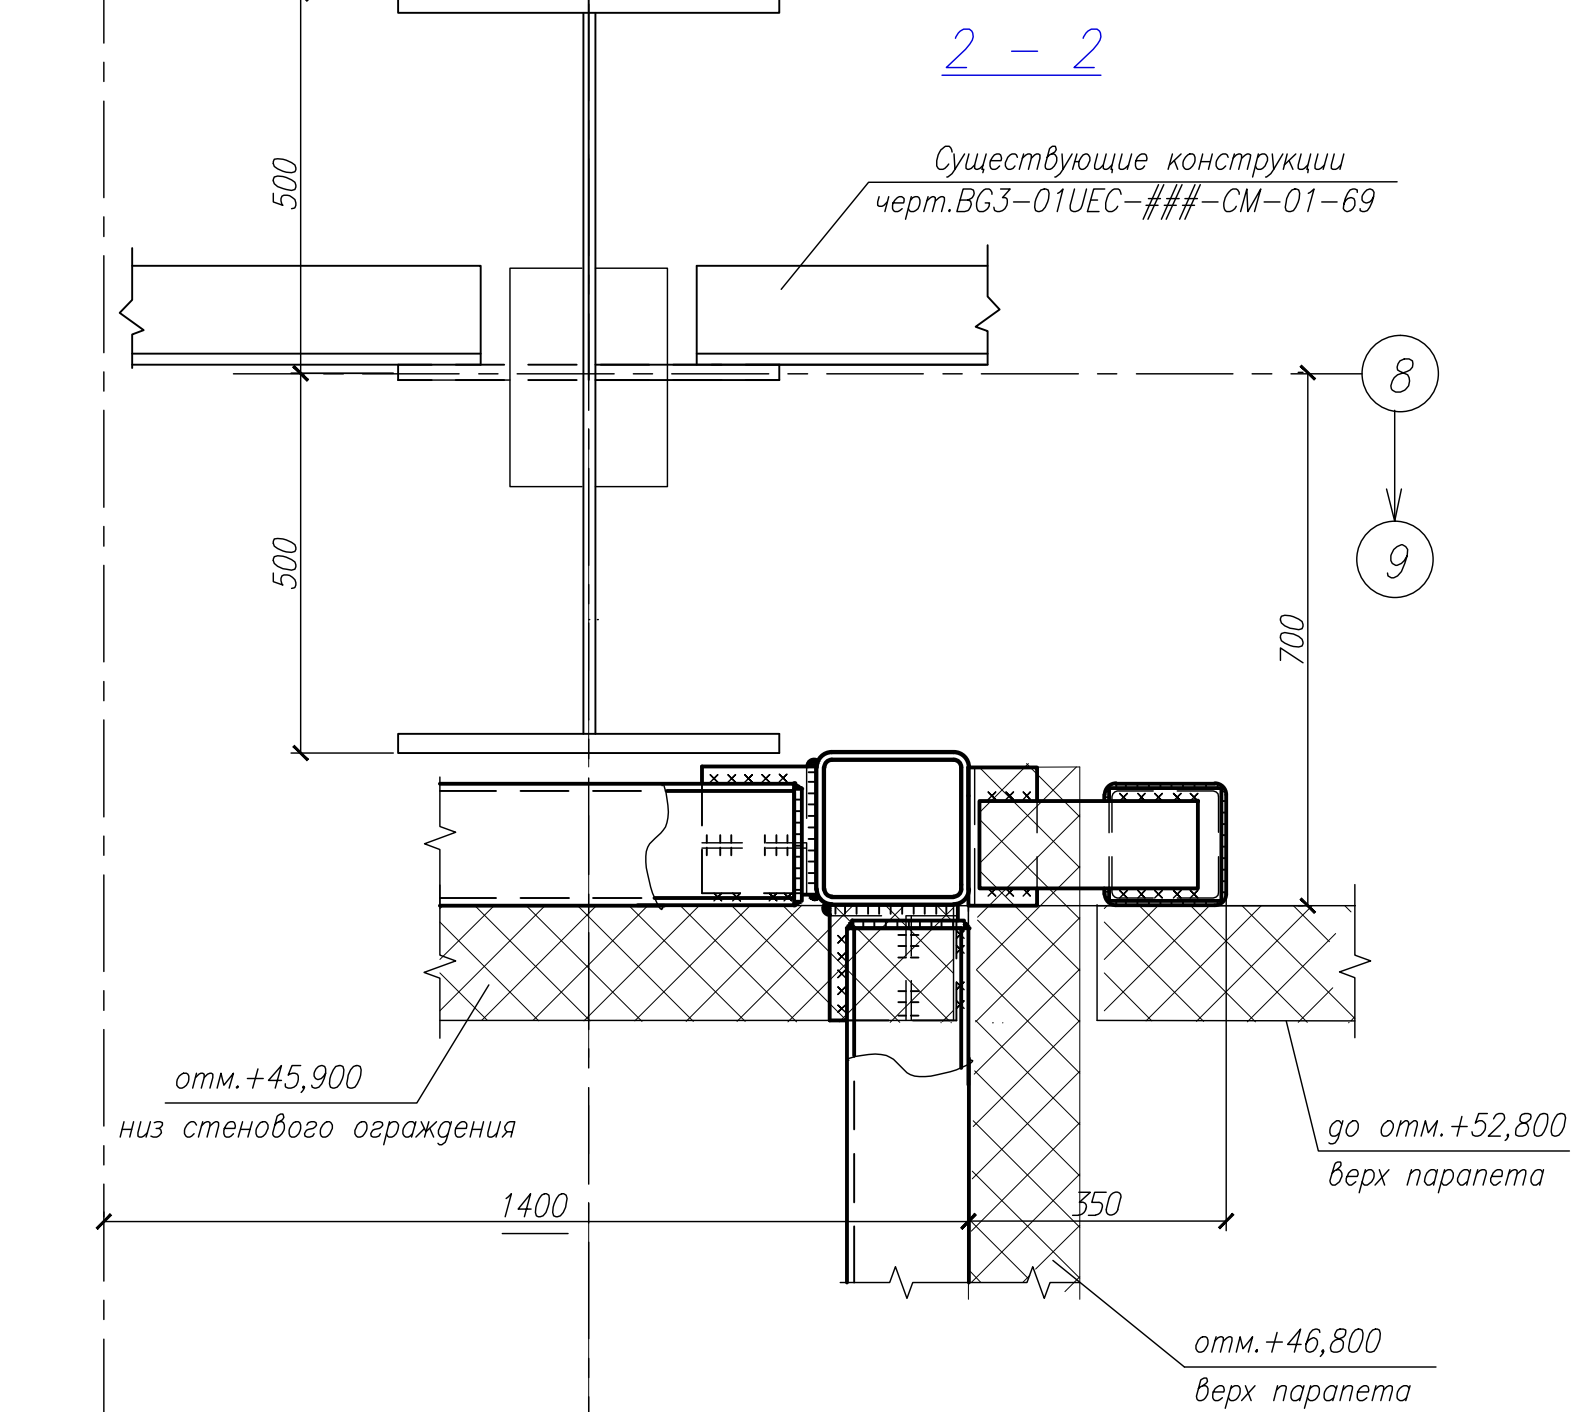 2 - 2
500
Существующие конструкции
черт.BG3-01UEC-###-CM-01-69
8
500
9
700
отм.+45,900
низ стенового ограждения
до отм.+52,800
верх парапета
1400
350
отм.+46,800
верх парапета